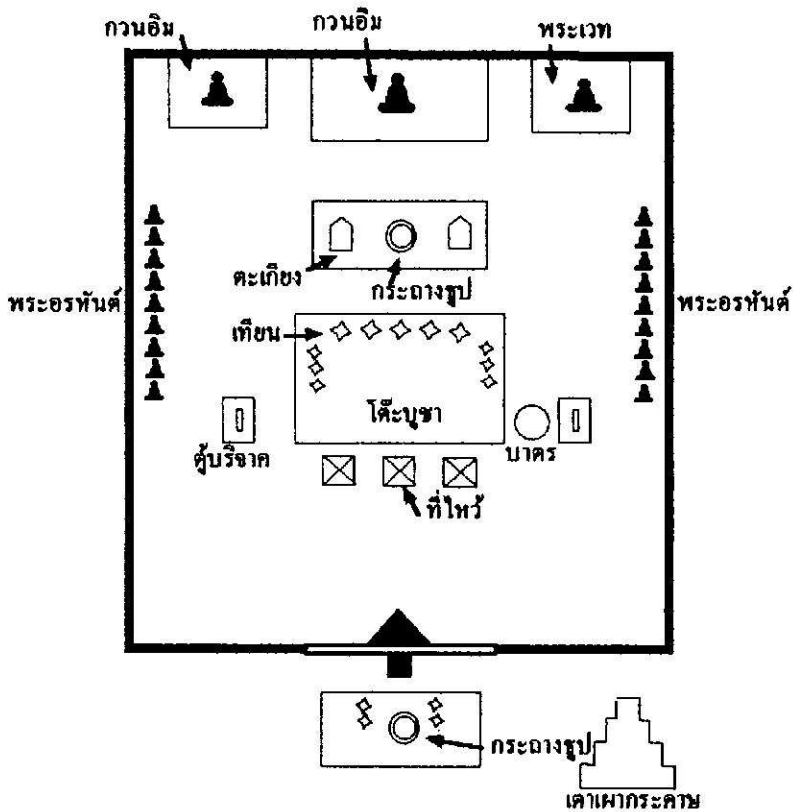 กวนอิม
กวนอิม
พระเวท
ตะเกียง
กระถางธูป
พระอรหันต์
พระอรหันต์
เทียน
โต๊ะบูชา
ตู้บริจาค
บาตร
ที่ไหว้
กระถางธูป
เตาเผากระดาษ